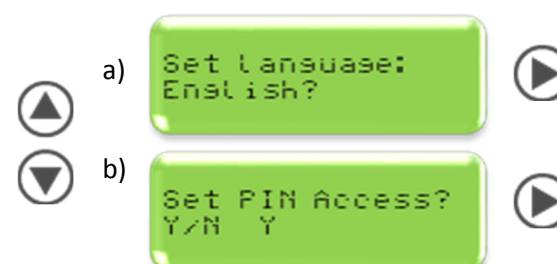 a)
Set Language:
English?
b)
Set PIN Access?
Y/N Y